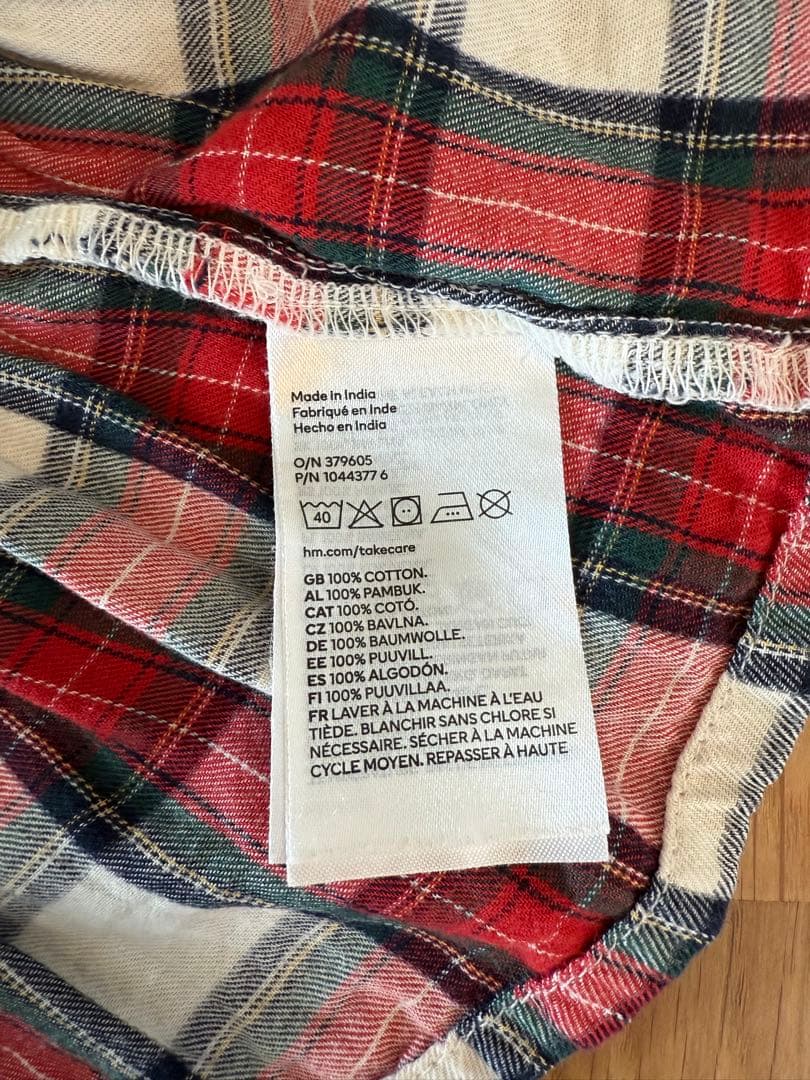 Made in India
Fabriqué en Inde
Hecho en India
O/N 379605
P/N 1044377 6
40
hm.com/takecare
GB 100% COTTON.
AL 100% PAMBUK.
CAT 100% COTÓ.
CZ 100% BAVLNA.
DE 100% BAUMWOLLE.
EE 100% PUUVILL.
ES 100% ALGODÓN.
FI 100% PUUVILLAA.
FR LAVER À LA MACHINE À L'EAU
TIÈDE. BLANCHIR SANS CHLORE SI
NÉCESSAIRE. SÉCHER À LA MACHINE
CYCLE MOYEN. REPASSER À HAUTE